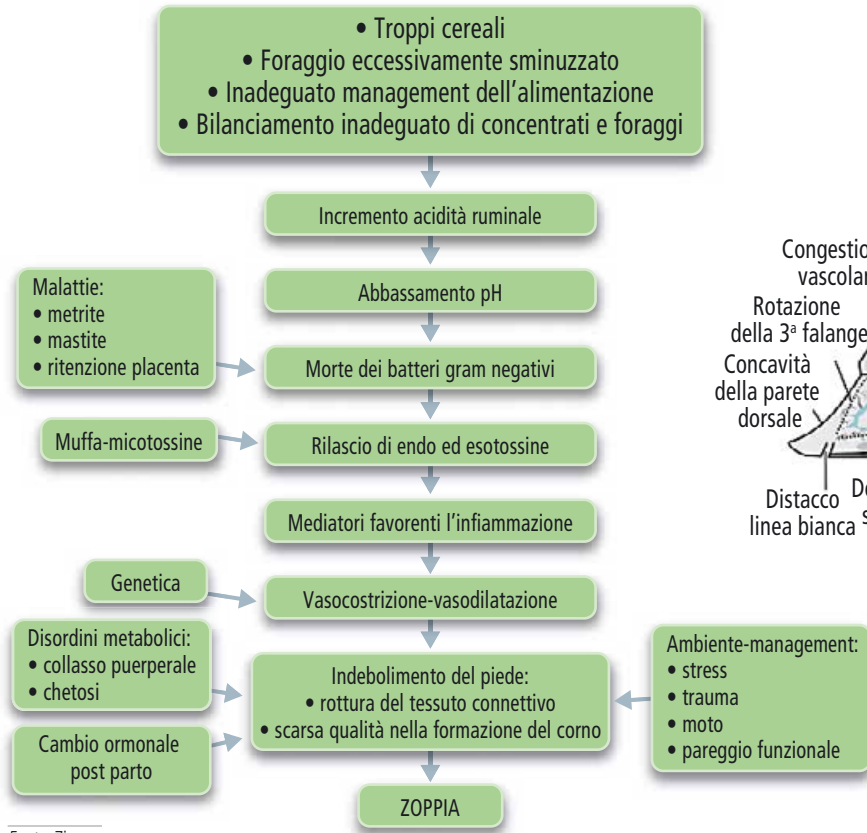 • Troppi cereali
• Foraggio eccessivamente sminuzzato
• Inadeguato management dell'alimentazione
• Bilanciamento inadeguato di concentrati e foraggi
Incremento acidità ruminale
Abbassamento pH
Malattie:
• metrite
• mastite
• ritenzione placenta
Morte dei batteri gram negativi
Muffa-micotossine
Rilascio di endo ed esotossine
Mediatori favorenti l'infiammazione
Genetica
Vasocostrizione-vasodilatazione
Disordini metabolici:
• collasso puerperale
• chetosi
Cambio ormonale
post parto
Indebolimento del piede:
• rottura del tessuto connettivo
• scarsa qualità nella formazione del corno
Ambiente-management:
• stress
• trauma
• moto
• pareggio funzionale
ZOPPIA
Rotazione
della 3ª falange
Concavità
della parete
dorsale
Distacco
linea bianca